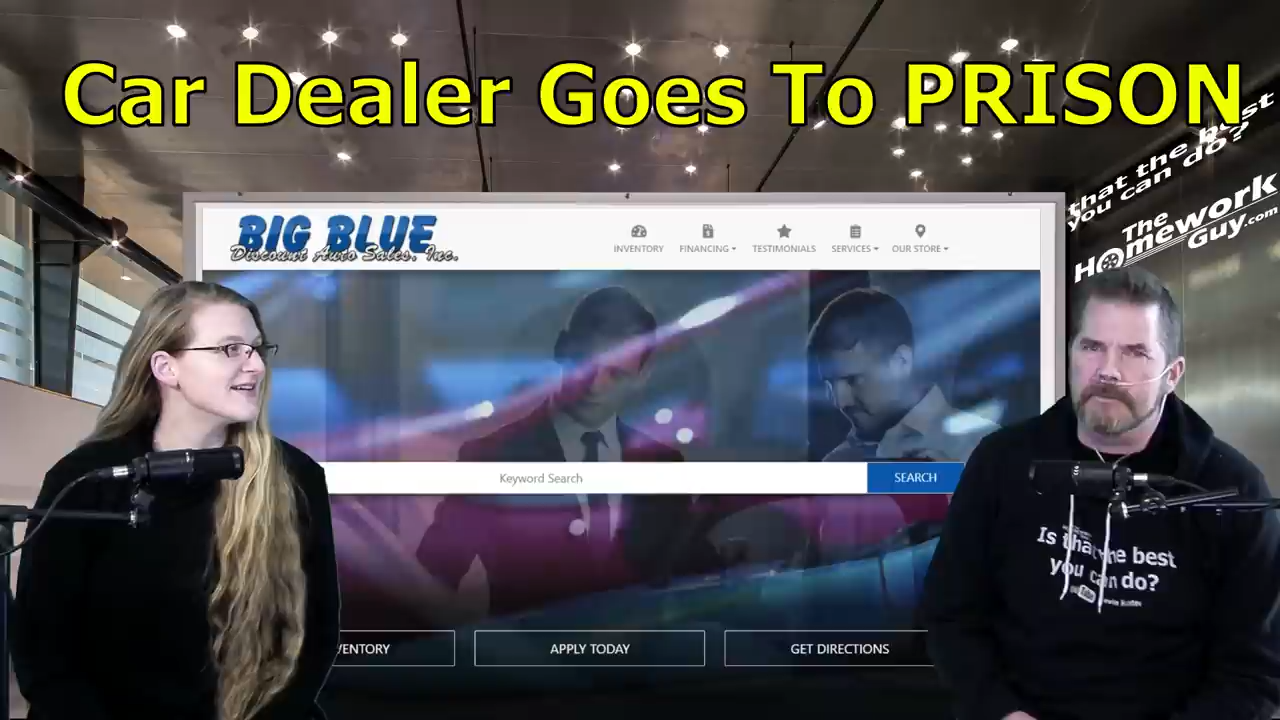 Car Dealer Goes To PRISON
that the best
you can do?
The
Homework
Guy.com
BIG BLUE
Discount Auto Sales, Inc.
INVENTORY
FINANCING
TESTIMONIALS
SERVICES
OUR STORE
Keyword Search
SEARCH
Is that the best
you can do?
VENTORY
APPLY TODAY
GET DIRECTIONS